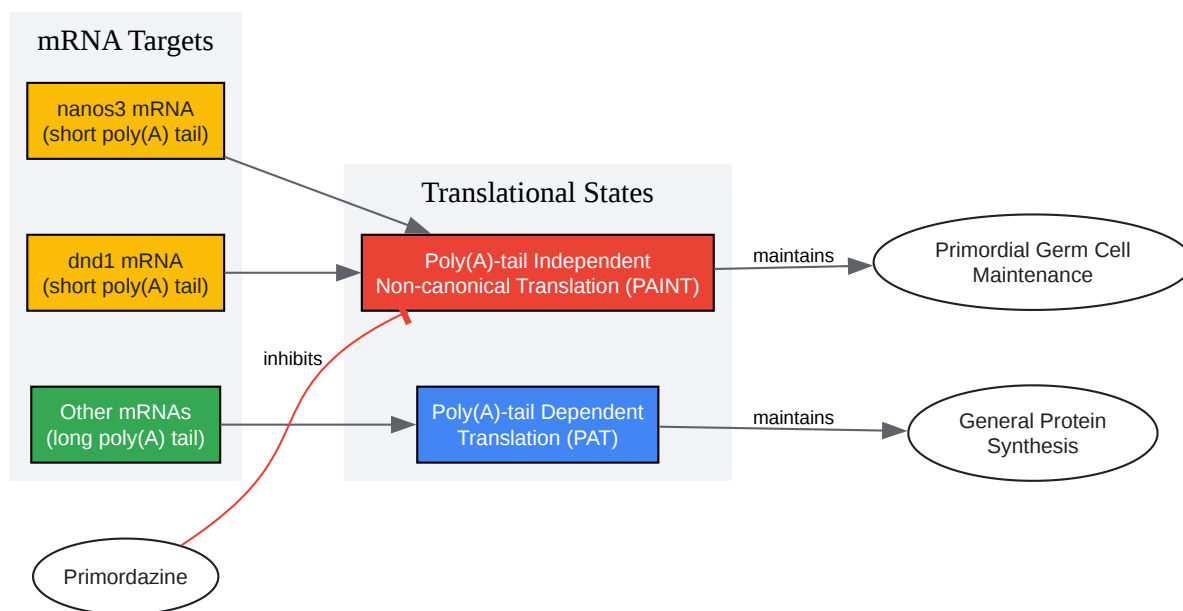 mRNA Targets
nanos3 mRNA
(short poly(A) tail)
Translational States
dnd1 mRNA
(short poly(A) tail)
Poly(A)-tail Independent
Non-canonical Translation (PAINT)
maintains
Primordial Germ Cell
Maintenance
inhibits
Other mRNAs
(long poly(A) tail)
Poly(A)-tail Dependent
Translation (PAT)
maintains
General Protein
Synthesis
Primordazine